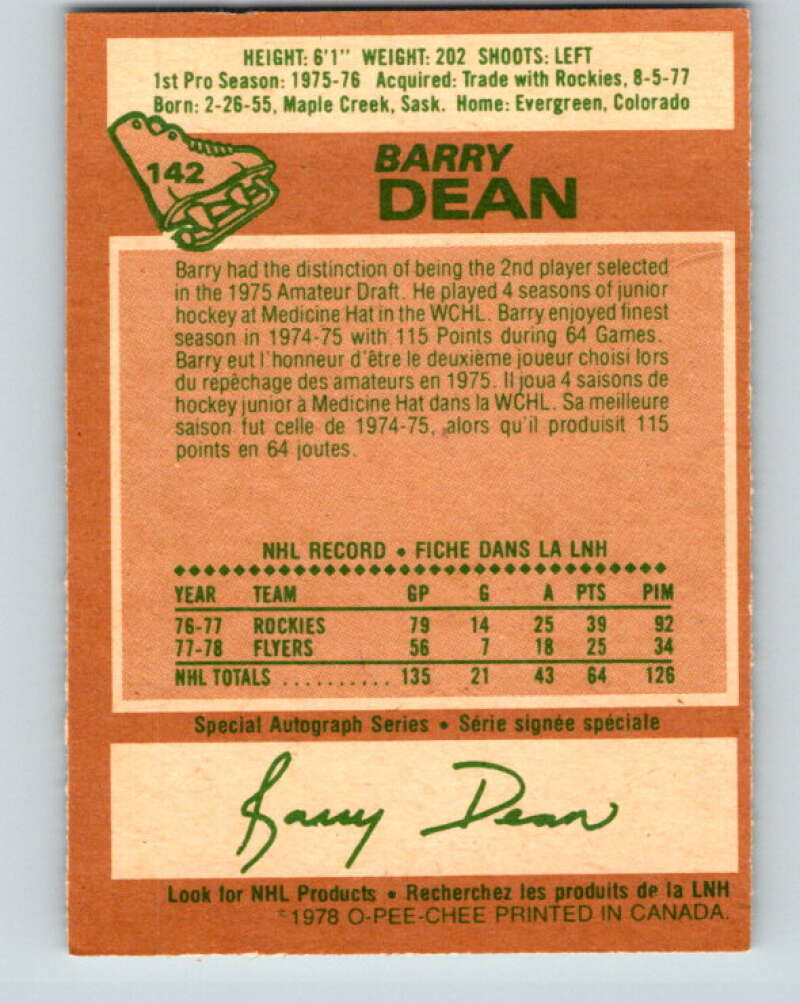 HEIGHT: 6'1" WEIGHT: 202 SHOOTS: LEFT
1st Pro Season: 1975-76 Acquired: Trade with Rockies, 8-5-77
Born: 2-26-55, Maple Creek, Sask. Home: Evergreen, Colorado
142
BARRY
DEAN
Barry had the distinction of being the 2nd player selected
in the 1975 Amateur Draft. He played 4 seasons of junior
hockey at Medicine Hat in the WCHL. Barry enjoyed finest
season in 1974-75 with 115 Points during 64 Games.
Barry eut l'honneur d'être le deuxième joueur choisi lors
du repêchage des amateurs en 1975. Il joua 4 saisons de
hockey junior à Medicine Hat dans la WCHL. Sa meilleure
saison fut celle de 1974-75, alors qu'il produisit 115
points en 64 joutes.
NHL RECORD • FICHE DANS LA LNH
YEAR TEAM GP G A PTS PIM
76-77 ROCKIES 79 14 25 39 92
77-78 FLYERS 56 7 18 25 34
NHL TOTALS .......... 135 21 43 64 126
Special Autograph Series • Série signée spéciale
Barry Dean
Look for NHL Products • Recherchez les produits de la LNH
©1978 O-PEE-CHEE PRINTED IN CANADA.